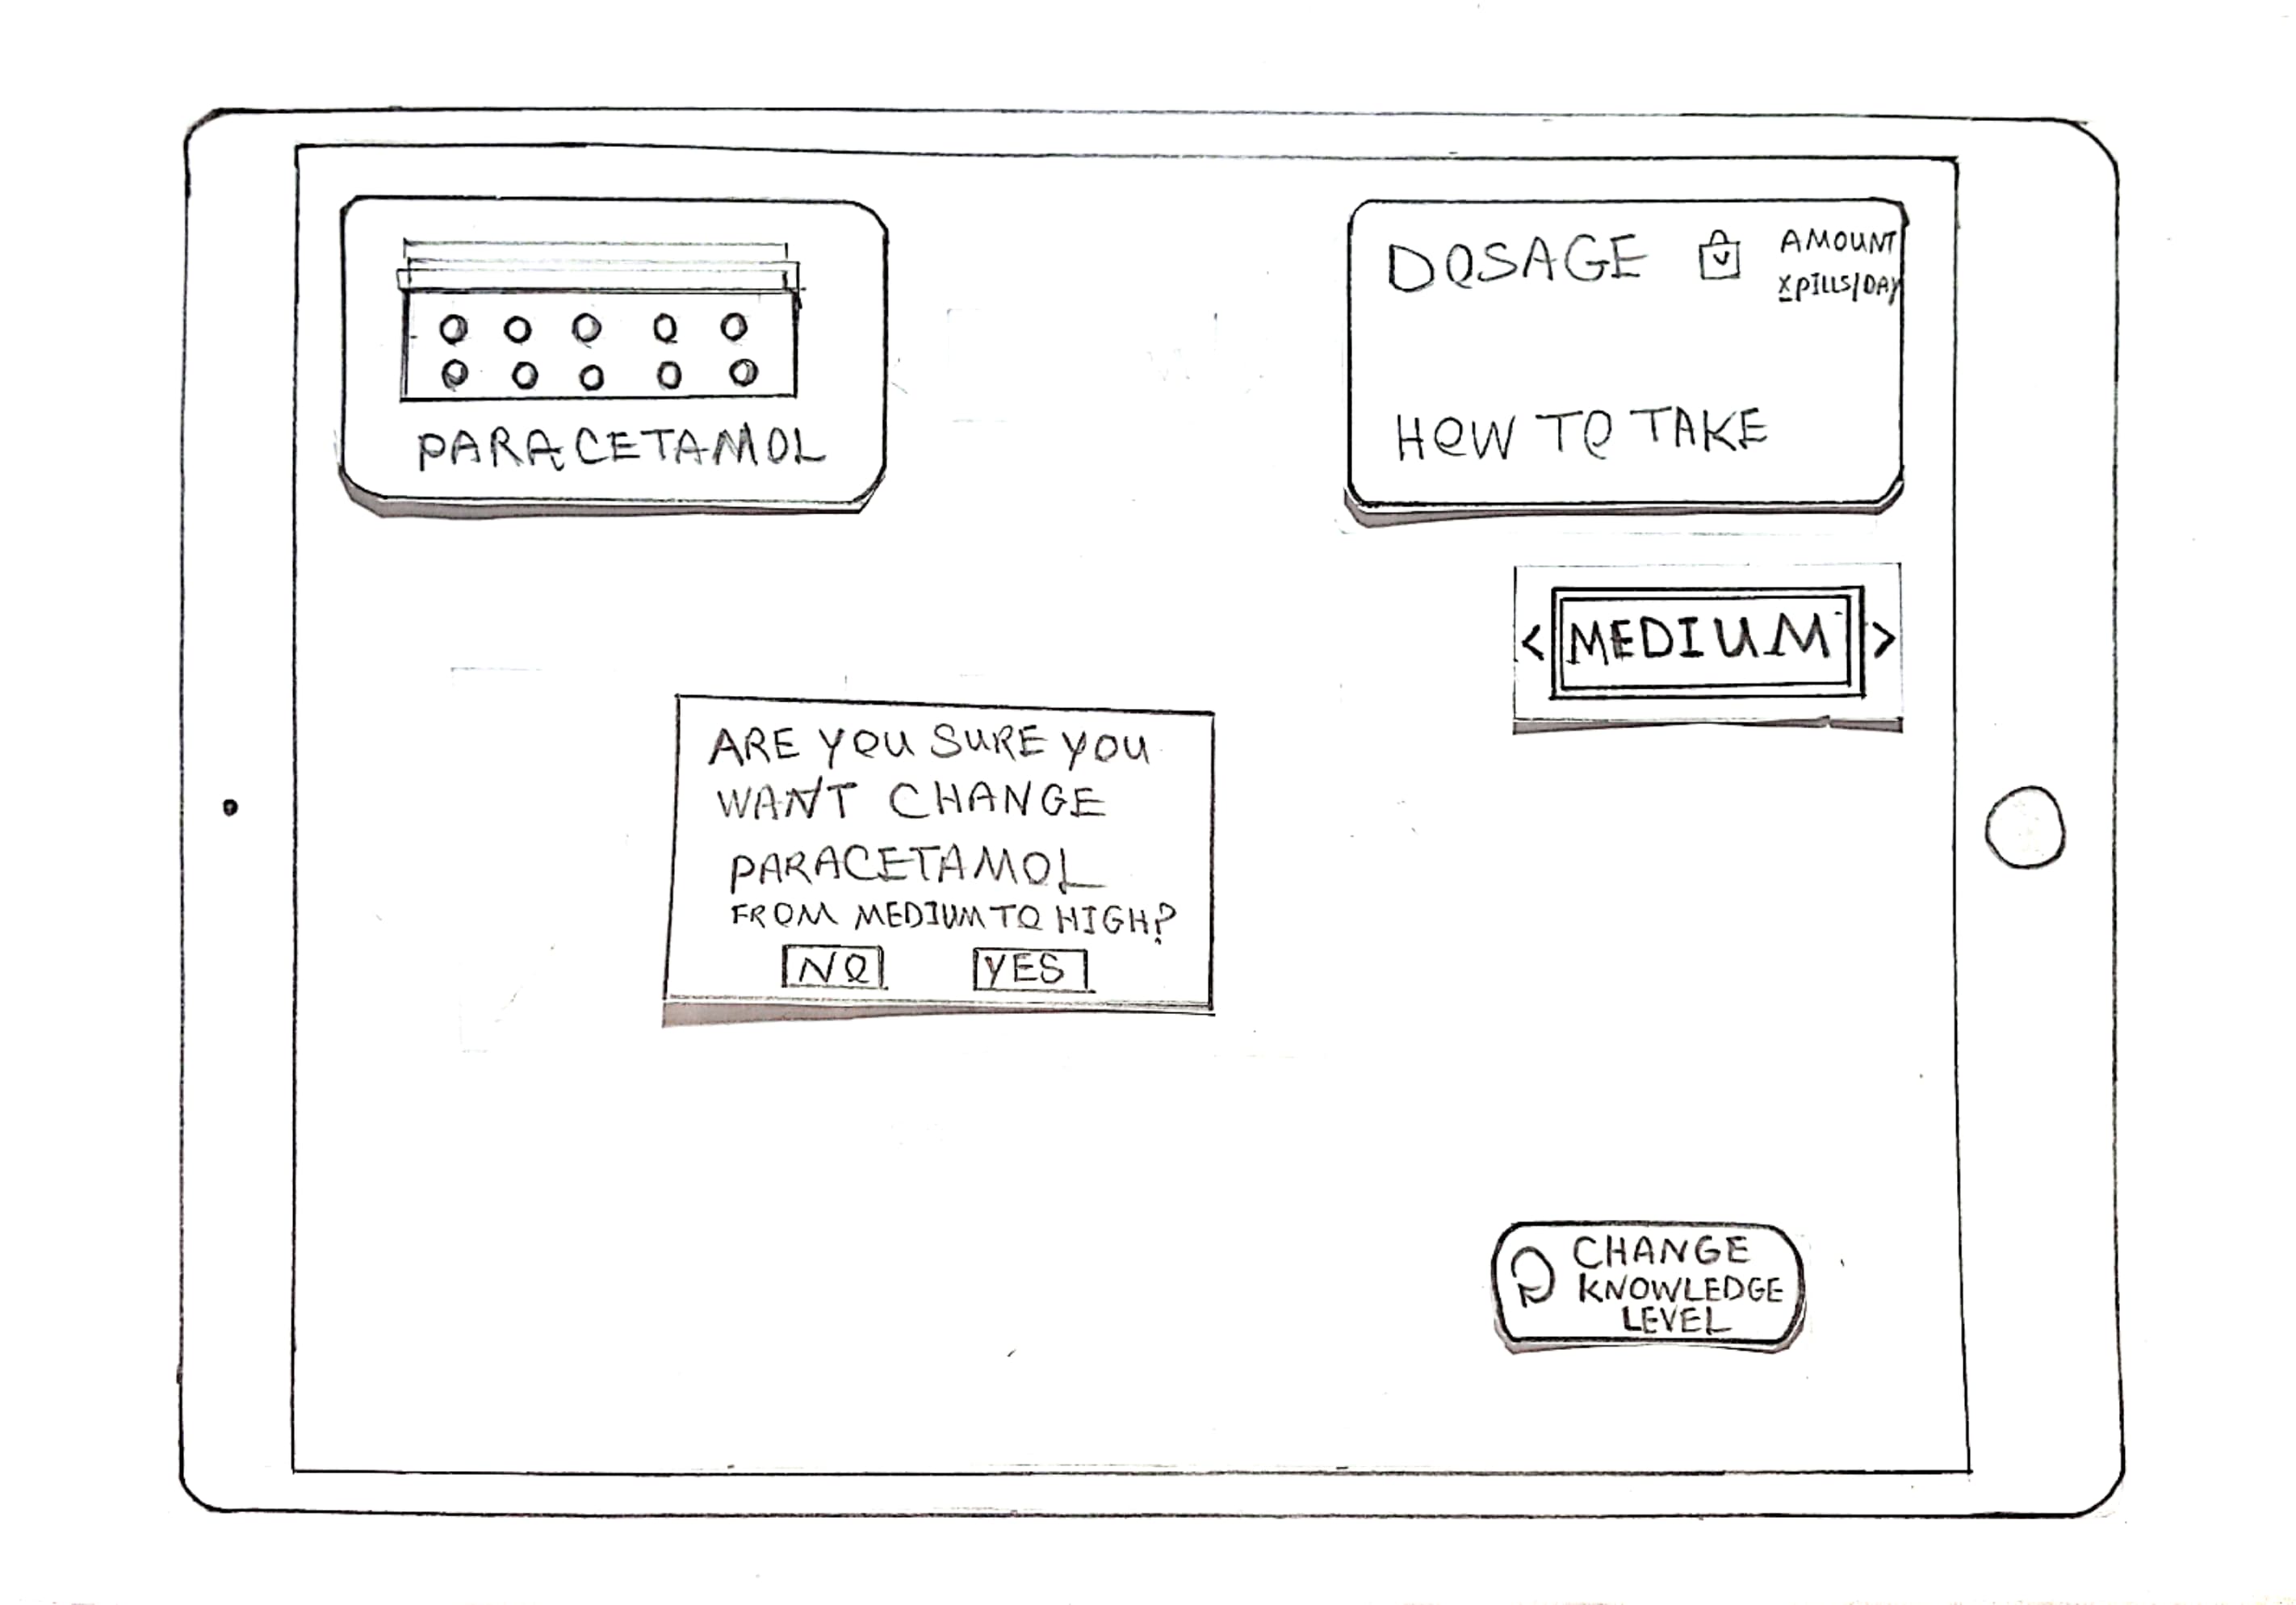 PARACETAMOL
DOSAGE
AMOUNT
xPILLS/DAY
HOW TO TAKE
< MEDIUM >
ARE YOU SURE YOU
WANT CHANGE
PARACETAMOL
FROM MEDIUM TO HIGH?
NO YES
CHANGE
KNOWLEDGE
LEVEL